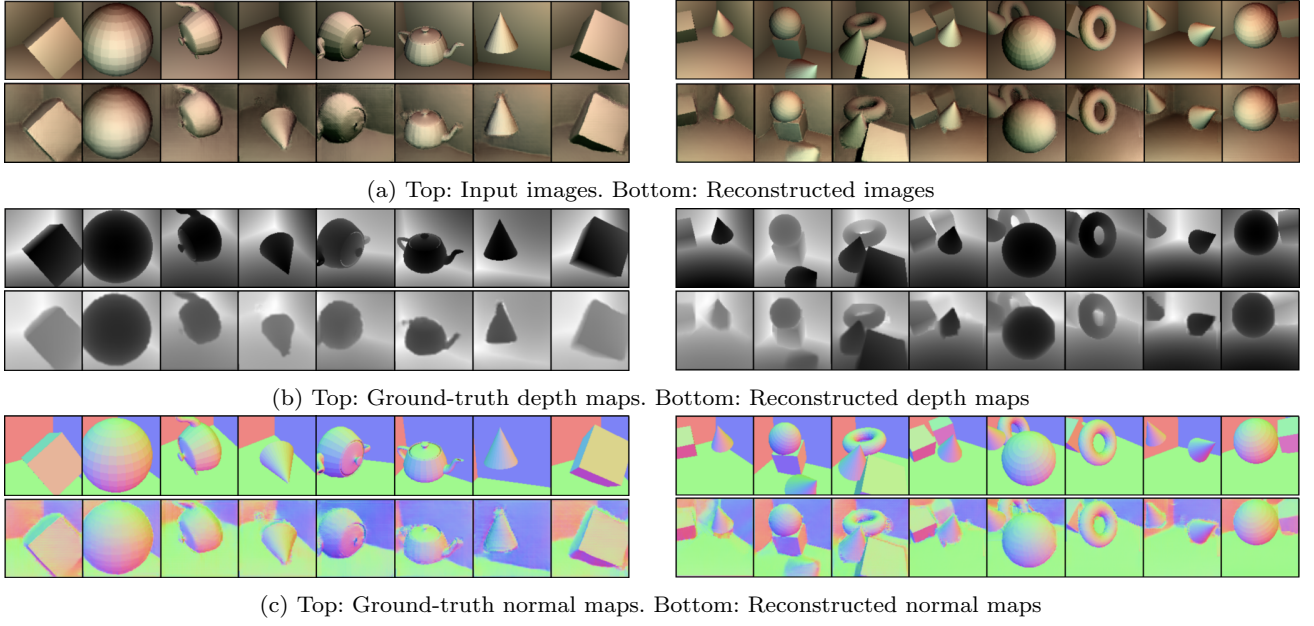 (a) Top: Input images. Bottom: Reconstructed images
(b) Top: Ground-truth depth maps. Bottom: Reconstructed depth maps
(c) Top: Ground-truth normal maps. Bottom: Reconstructed normal maps